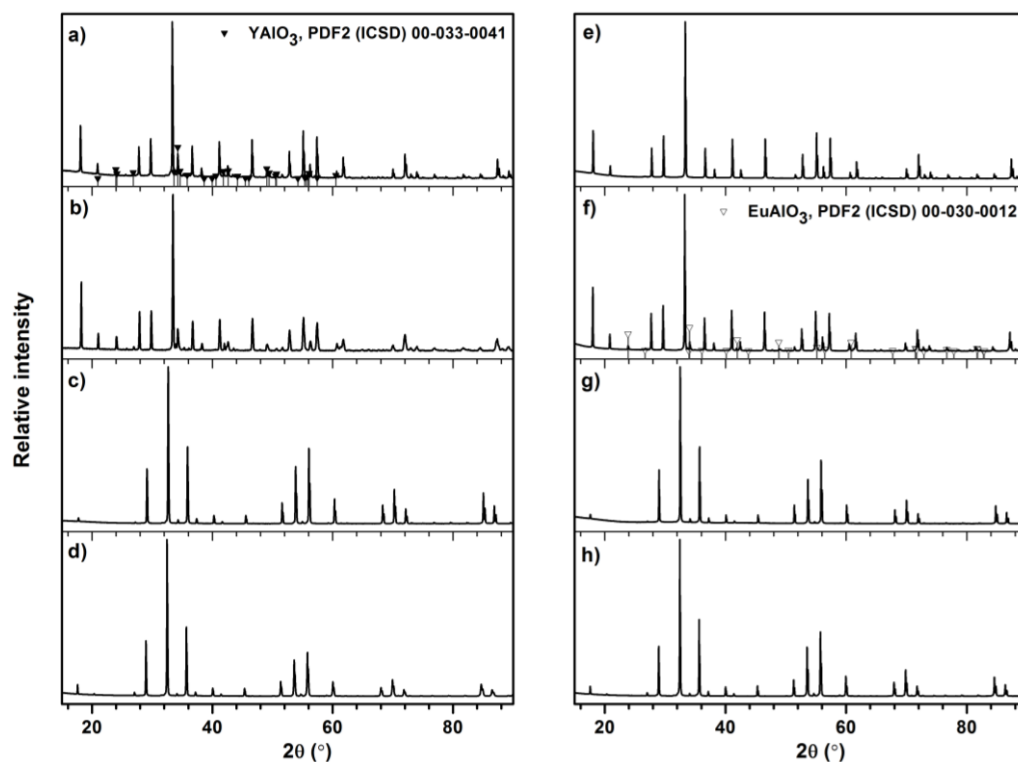 a)
▼ YAlO3, PDF2 (ICSD) 00-033-0041
b)
c)
d)
e)
f)
▽ EuAlO3, PDF2 (ICSD) 00-030-0012
g)
h)
Relative intensity
20 40 60 80
20 40 60 80
2θ (°)
2θ (°)